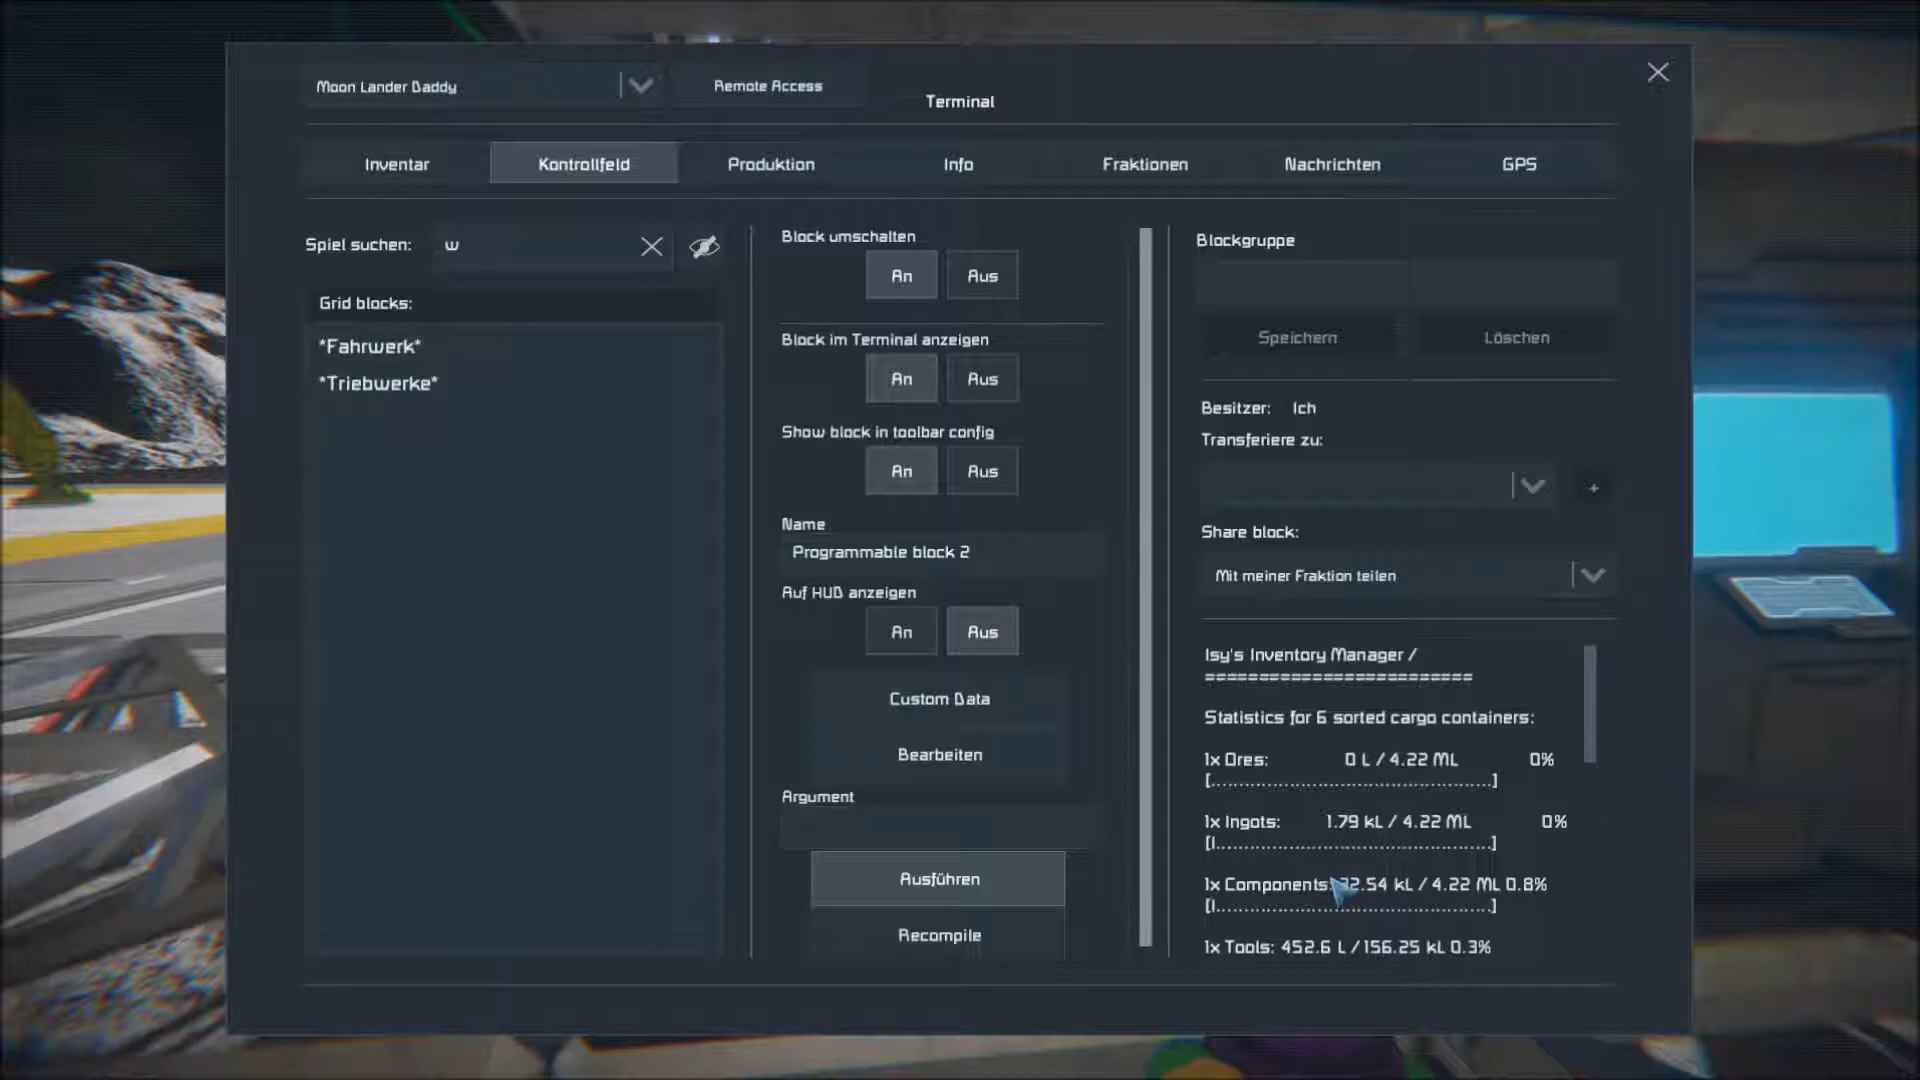 Moon Lander Daddy
Remote Access
Terminal
Inventar
Kontrollfeld
Produktion
Info
Fraktionen
Nachrichten
GPS
Spiel suchen:
w
Grid blocks:
*Fahrwerk*
*Triebwerke*
Block umschalten
An
Aus
Block im Terminal anzeigen
An
Aus
Show block in toolbar config
An
Aus
Name
Programmable block 2
Auf HUD anzeigen
An
Aus
Custom Data
Bearbeiten
Argument
Ausführen
Recompile
Blockgruppe
Speichern
Löschen
Besitzer: Ich
Transferiere zu:
+
Share block:
Mit meiner Fraktion teilen
Isy's Inventory Manager /
=========================
Statistics for 6 sorted cargo containers:
1x Ores: 0 L / 4.22 ML 0%
[.............................................]
1x Ingots: 1.79 kL / 4.22 ML 0%
[I............................................]
1x Components: 32.54 kL / 4.22 ML 0.8%
[I............................................]
1x Tools: 452.6 L / 156.25 kL 0.3%